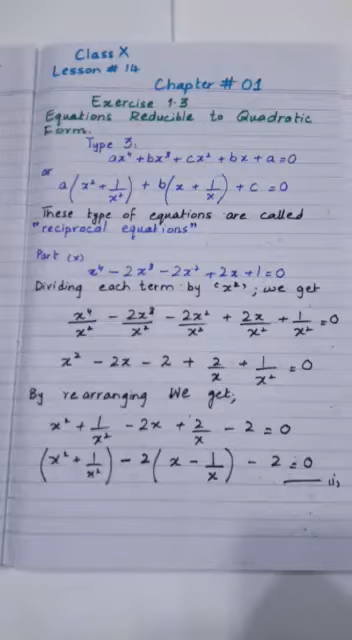 Class X
Lesson # 14
Chapter # 01
Exercise 1.3
Equations Reducible to Quadratic
Form.
Type 3:
ax⁴ + bx³ + cx² + bx + a = 0
or
a(x² + 1/x²) + b(x + 1/x) + c = 0
These type of equations are called
"reciprocal equations"
Part (x)
x⁴ - 2x³ - 2x² + 2x + 1 = 0
Dividing each term by 'x²', we get
x⁴/x² - 2x³/x² - 2x²/x² + 2x/x² + 1/x² = 0
x² - 2x - 2 + 2/x + 1/x² = 0
By rearranging We get;
x² + 1/x² - 2x + 2/x - 2 = 0
(x² + 1/x²) - 2(x - 1/x) - 2 = 0 — (i)